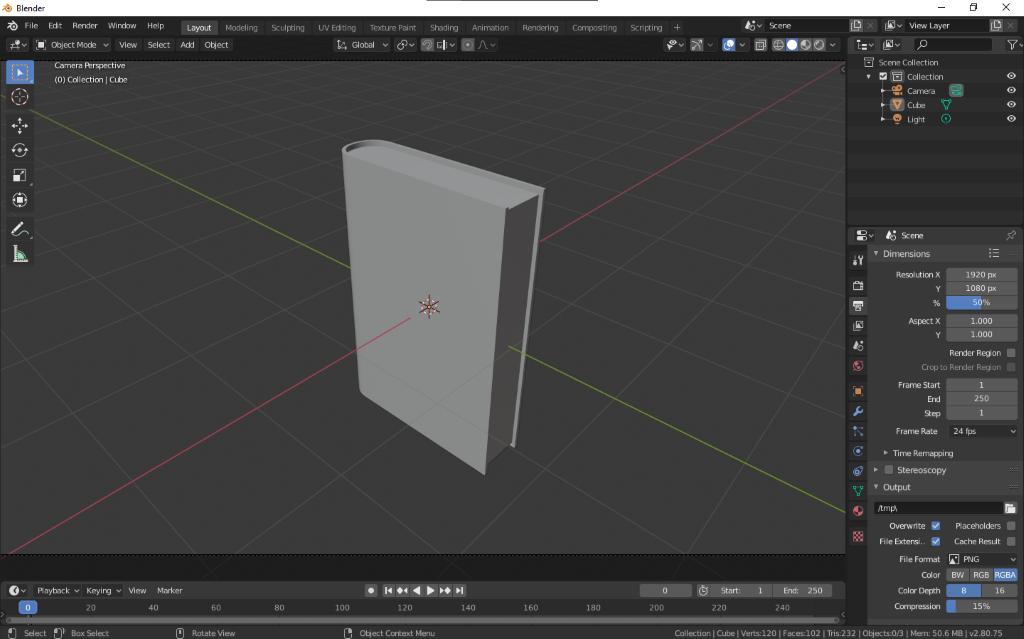 Blender
File Edit Render Window Help Layout Modeling Sculpting UV Editing Texture Paint Shading Animation Rendering Compositing Scripting + Scene View Layer
Object Mode View Select Add Object Global
Camera Perspective
(0) Collection | Cube
Scene Collection
Collection
Camera
Cube
Light
Scene
Dimensions
Resolution X 1920 px
Y 1080 px
% 50%
Aspect X 1.000
Y 1.000
Render Region
Crop to Render Region
Frame Start 1
End 250
Step 1
Frame Rate 24 fps
Time Remapping
Stereoscopy
Output
/tmp\
Overwrite Placeholders
File Extensi.. Cache Result
File Format PNG
Color BW RGB RGBA
Color Depth 8 16
Compression 15%
Playback Keying View Marker 0 Start: 1 End: 250
0 20 40 60 80 100 120 140 160 180 200 220 240
Select Box Select Rotate View Object Context Menu Collection | Cube | Verts:120 | Faces:102 | Tris:232 | Objects:0/3 | Mem: 50.6 MB | v2.80.75